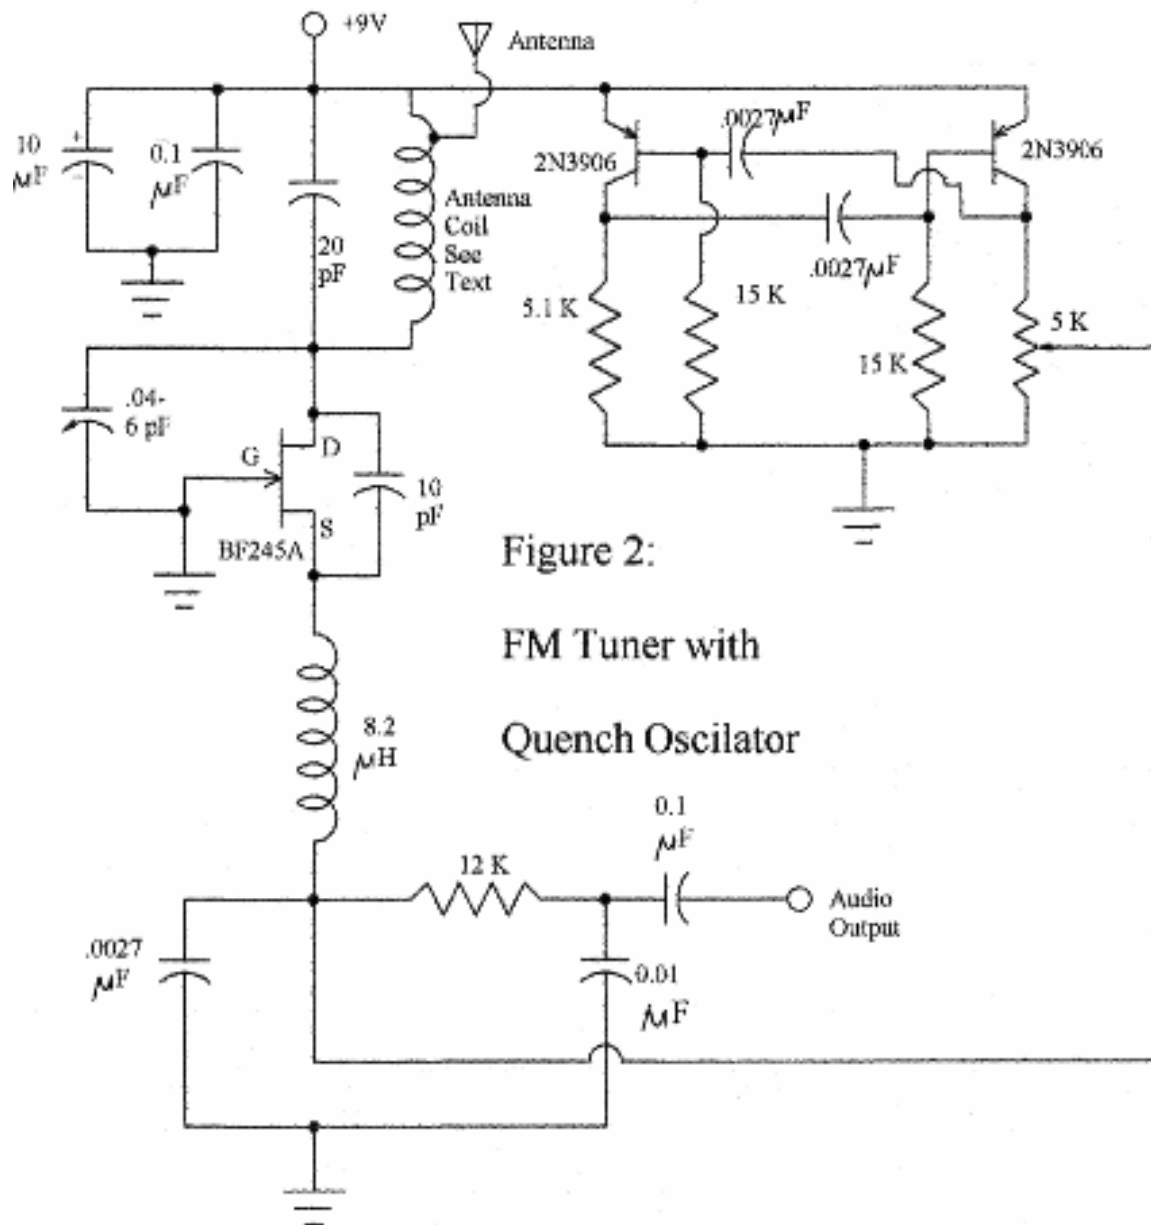 +9V
Antenna
10
μF
+
0.1
μF
20
pF
Antenna
Coil
See
Text
2N3906
.0027μF
2N3906
.0027μF
5.1 K
15 K
15 K
5 K
.04-
6 pF
G
D
S
BF245A
10
pF
Figure 2:
FM Tuner with
Quench Oscilator
8.2
μH
12 K
0.1
μF
Audio
Output
.0027
μF
0.01
μF